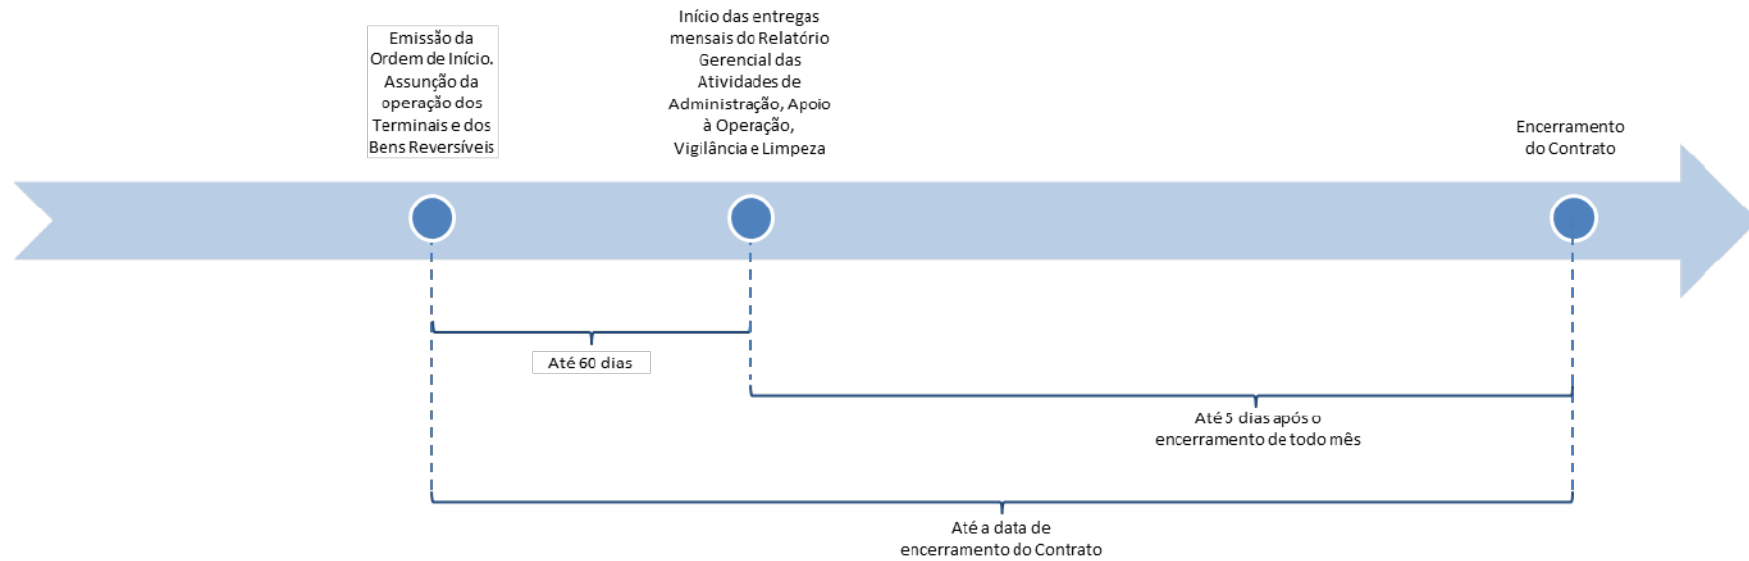 Emissão da
Ordem de Início.
Assunção da
operação dos
Terminais e dos
Bens Reversíveis
Início das entregas
mensais do Relatório
Gerencial das
Atividades de
Administração, Apoio
à Operação,
Vigilância e Limpeza
Encerramento
do Contrato
Até 60 dias
Até 5 dias após o
encerramento de todo mês
Até a data de
encerramento do Contrato